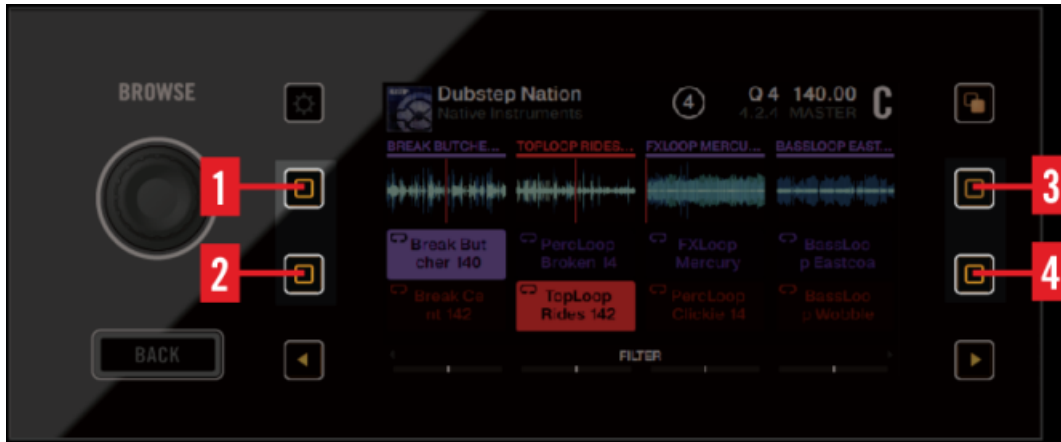 BROWSE
Dubstep Nation
Native Instruments
4
Q 4 140.00
4.2.4 MASTER
C
BREAK BUTCHE...
TOPLOOP RIDES...
FXLOOP MERCU...
BASSLOOP EAST...
1
3
Break But
cher 140
PercLoop
Broken 14
FXLoop
Mercury
BassLoo
p Eastcoa
2
4
Break Ca
nt 142
TopLoop
Rides 142
PercLoop
Clickie 14
BassLoo
p Wobble
BACK
FILTER